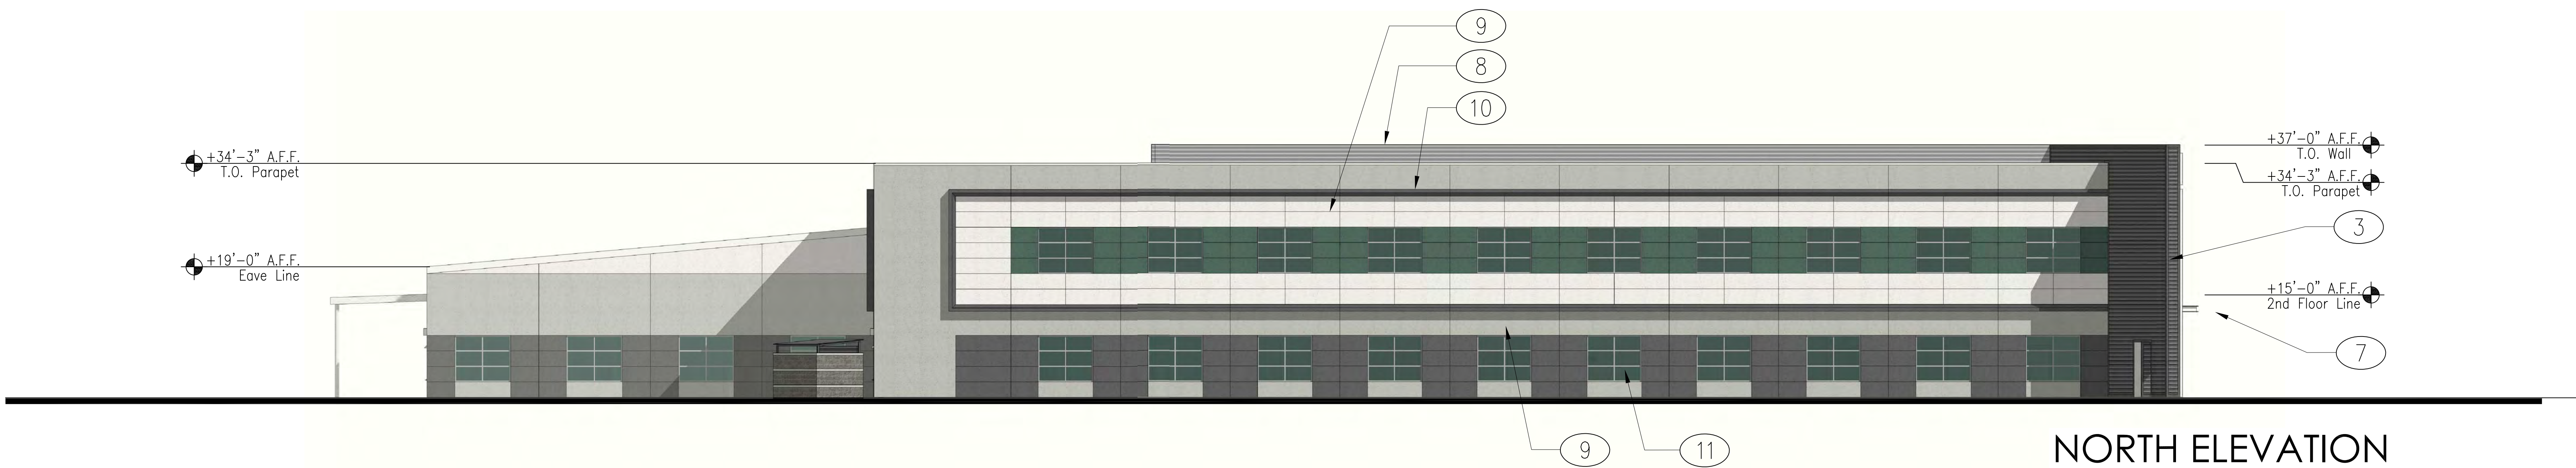 9
8
10
+34'-3" A.F.F.
T.O. Parapet
+19'-0" A.F.F.
Eave Line
+37'-0" A.F.F.
T.O. Wall
+34'-3" A.F.F.
T.O. Parapet
3
+15'-0" A.F.F.
2nd Floor Line
7
9
11
NORTH ELEVATION